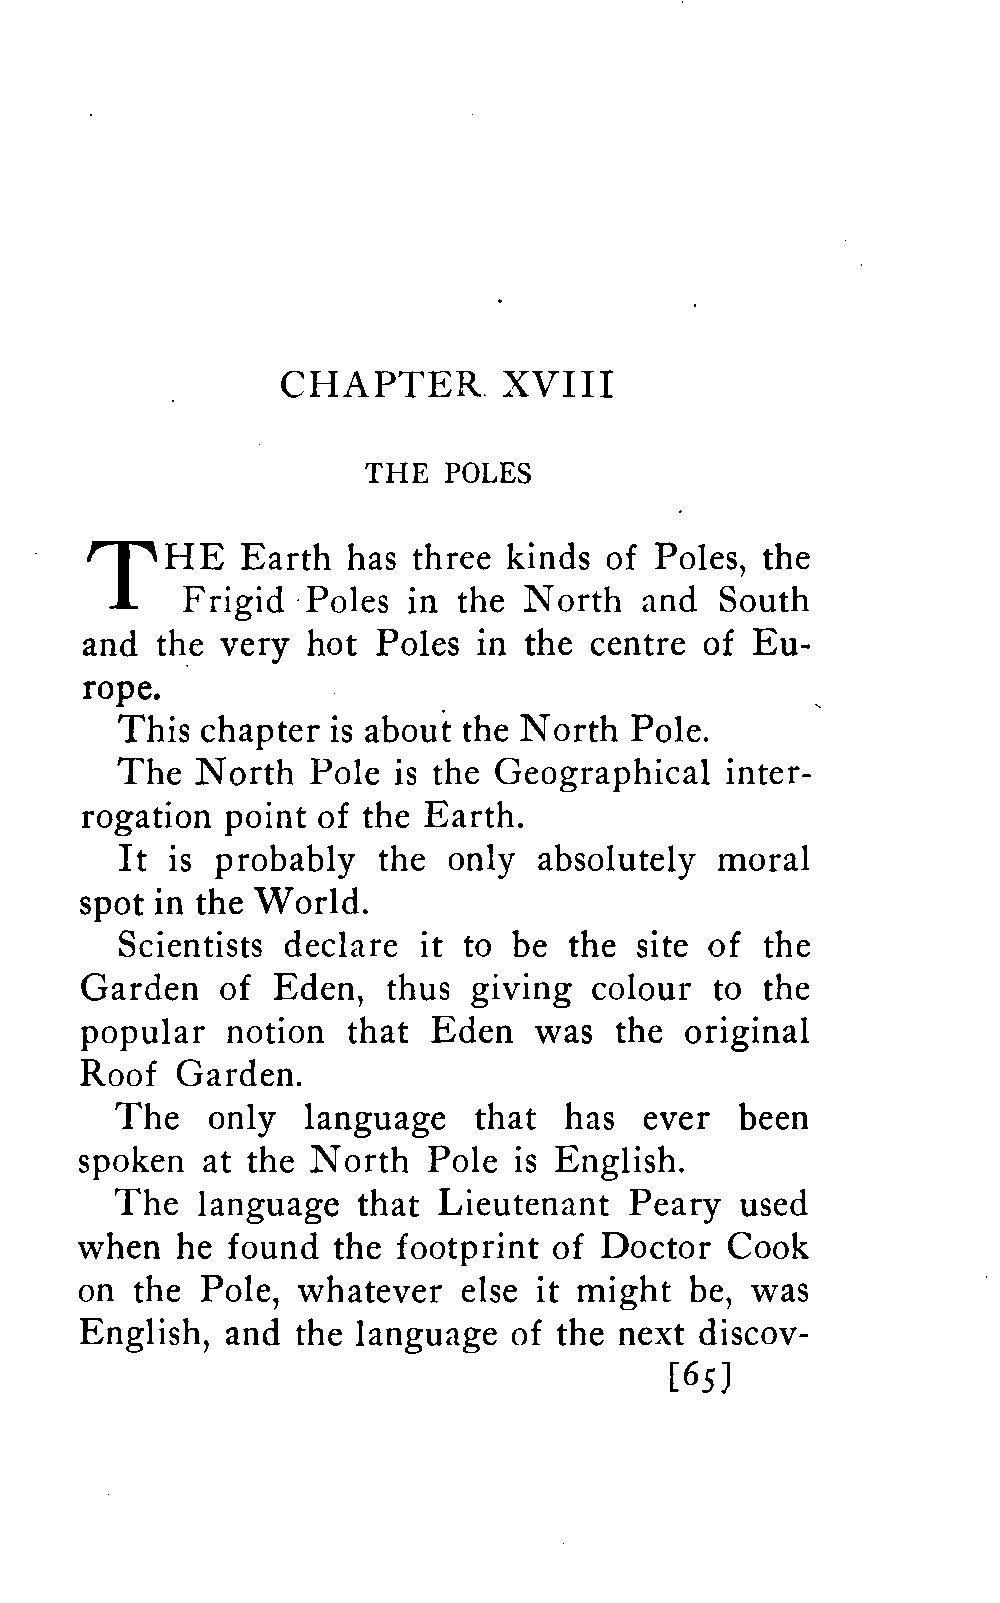 CHAPTER XVIII
THE POLES
THE Earth has three kinds of Poles, the
Frigid Poles in the North and South
and the very hot Poles in the centre of Eu-
rope.
This chapter is about the North Pole.
The North Pole is the Geographical inter-
rogation point of the Earth.
It is probably the only absolutely moral
spot in the World.
Scientists declare it to be the site of the
Garden of Eden, thus giving colour to the
popular notion that Eden was the original
Roof Garden.
The only language that has ever been
spoken at the North Pole is English.
The language that Lieutenant Peary used
when he found the footprint of Doctor Cook
on the Pole, whatever else it might be, was
English, and the language of the next discov-
[65]